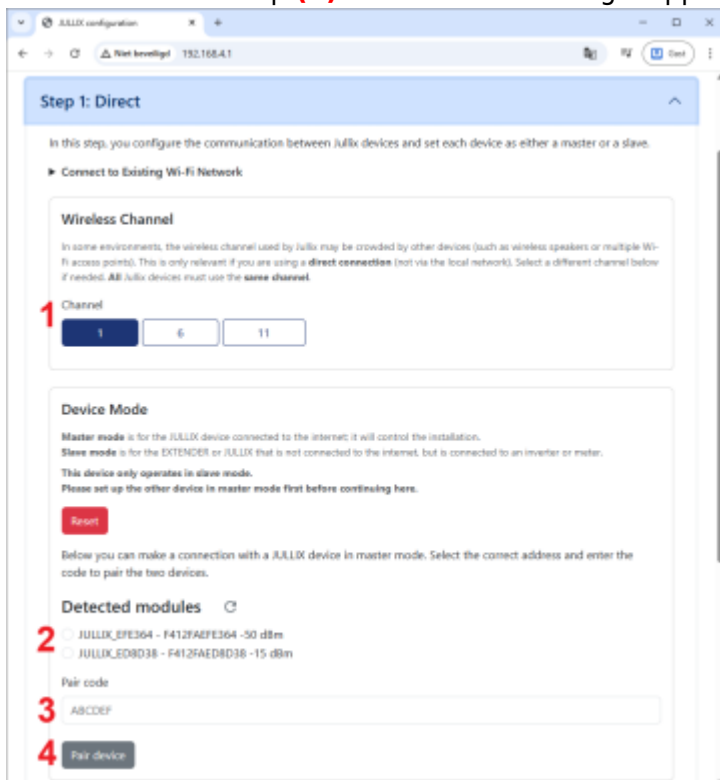 JULLIX configuration
Niet beveiligd 192.168.4.1
Gast
Step 1: Direct
In this step, you configure the communication between Jullix devices and set each device as either a master or a slave.
Connect to Existing Wi-Fi Network
Wireless Channel
In some environments, the wireless channel used by Jullix may be crowded by other devices (such as wireless speakers or multiple Wi-
Fi access points). This is only relevant if you are using a direct connection (not via the local network). Select a different channel below
if needed. All Jullix devices must use the same channel.
Channel
1
1 6 11
Device Mode
Master mode is for the JULLIX device connected to the internet; it will control the installation.
Slave mode is for the EXTENDER or JULLIX that is not connected to the internet, but is connected to an inverter or meter.
This device only operates in slave mode.
Please set up the other device in master mode first before continuing here.
Reset
Below you can make a connection with a JULLIX device in master mode. Select the correct address and enter the
code to pair the two devices.
Detected modules
2
JULLIX_EFE364 - F412FAEFE364 -50 dBm
JULLIX_ED8D38 - F412FAED8D38 -15 dBm
Pair code
3 ABCDEF
4 Pair device